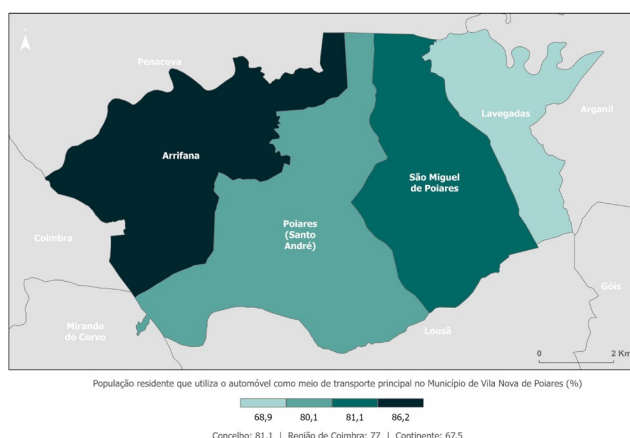 Penacova
Lavegadas
Arganil
Arrifana
São Miguel
de Poiares
Poiares
(Santo
André)
Coimbra
Góis
Miranda
do Corvo
Lousã
0 2 Km
População residente que utiliza o automóvel como meio de transporte principal no Município de Vila Nova de Poiares (%)
68,9 80,1 81,1 86,2
Concelho: 81,1 | Região de Coimbra: 77 | Continente: 67,5